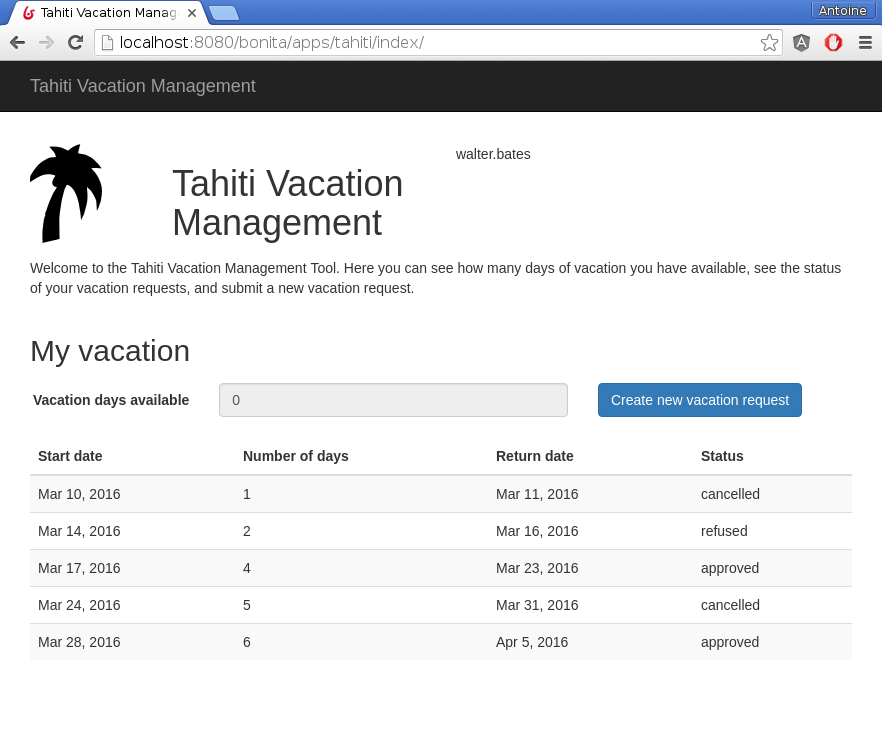 Tahiti Vacation Manag
Antoine
localhost:8080/bonita/apps/tahiti/index/
Tahiti Vacation Management
Tahiti Vacation
Management
walter.bates
Welcome to the Tahiti Vacation Management Tool. Here you can see how many days of vacation you have available, see the status
of your vacation requests, and submit a new vacation request.
My vacation
Vacation days available 0 Create new vacation request
Start date Number of days Return date Status
Mar 10, 2016 1 Mar 11, 2016 cancelled
Mar 14, 2016 2 Mar 16, 2016 refused
Mar 17, 2016 4 Mar 23, 2016 approved
Mar 24, 2016 5 Mar 31, 2016 cancelled
Mar 28, 2016 6 Apr 5, 2016 approved